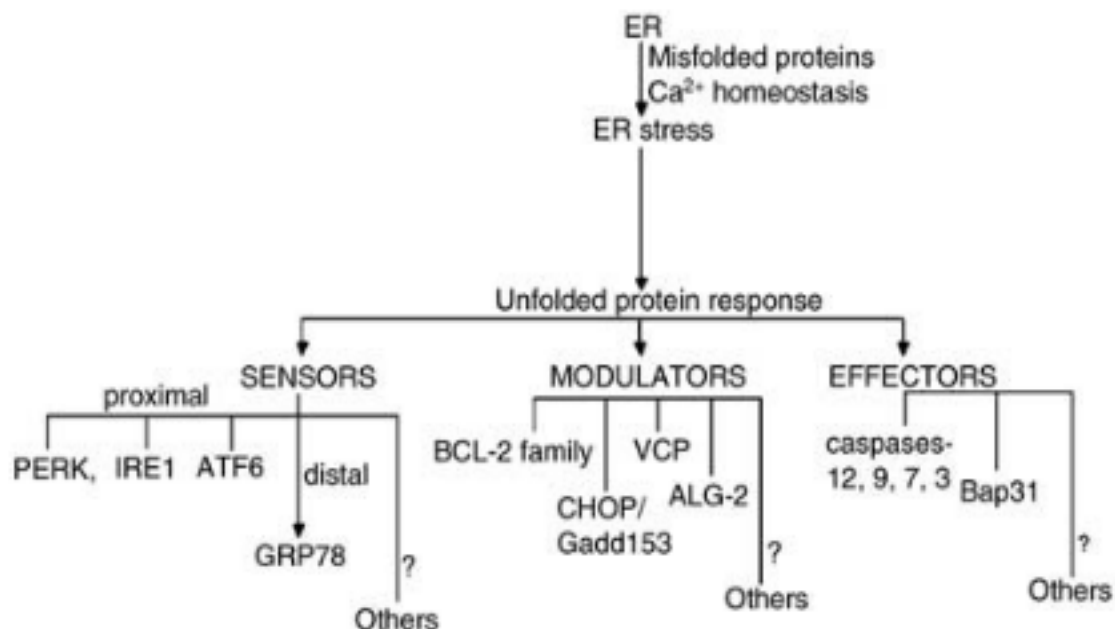 ER
Misfolded proteins
Ca²⁺ homeostasis
ER stress
Unfolded protein response
SENSORS
proximal
PERK, IRE1 ATF6
distal
GRP78
?
Others
MODULATORS
BCL-2 family
VCP
CHOP/
Gadd153
ALG-2
?
Others
EFFECTORS
caspases-
12, 9, 7, 3
Bap31
?
Others